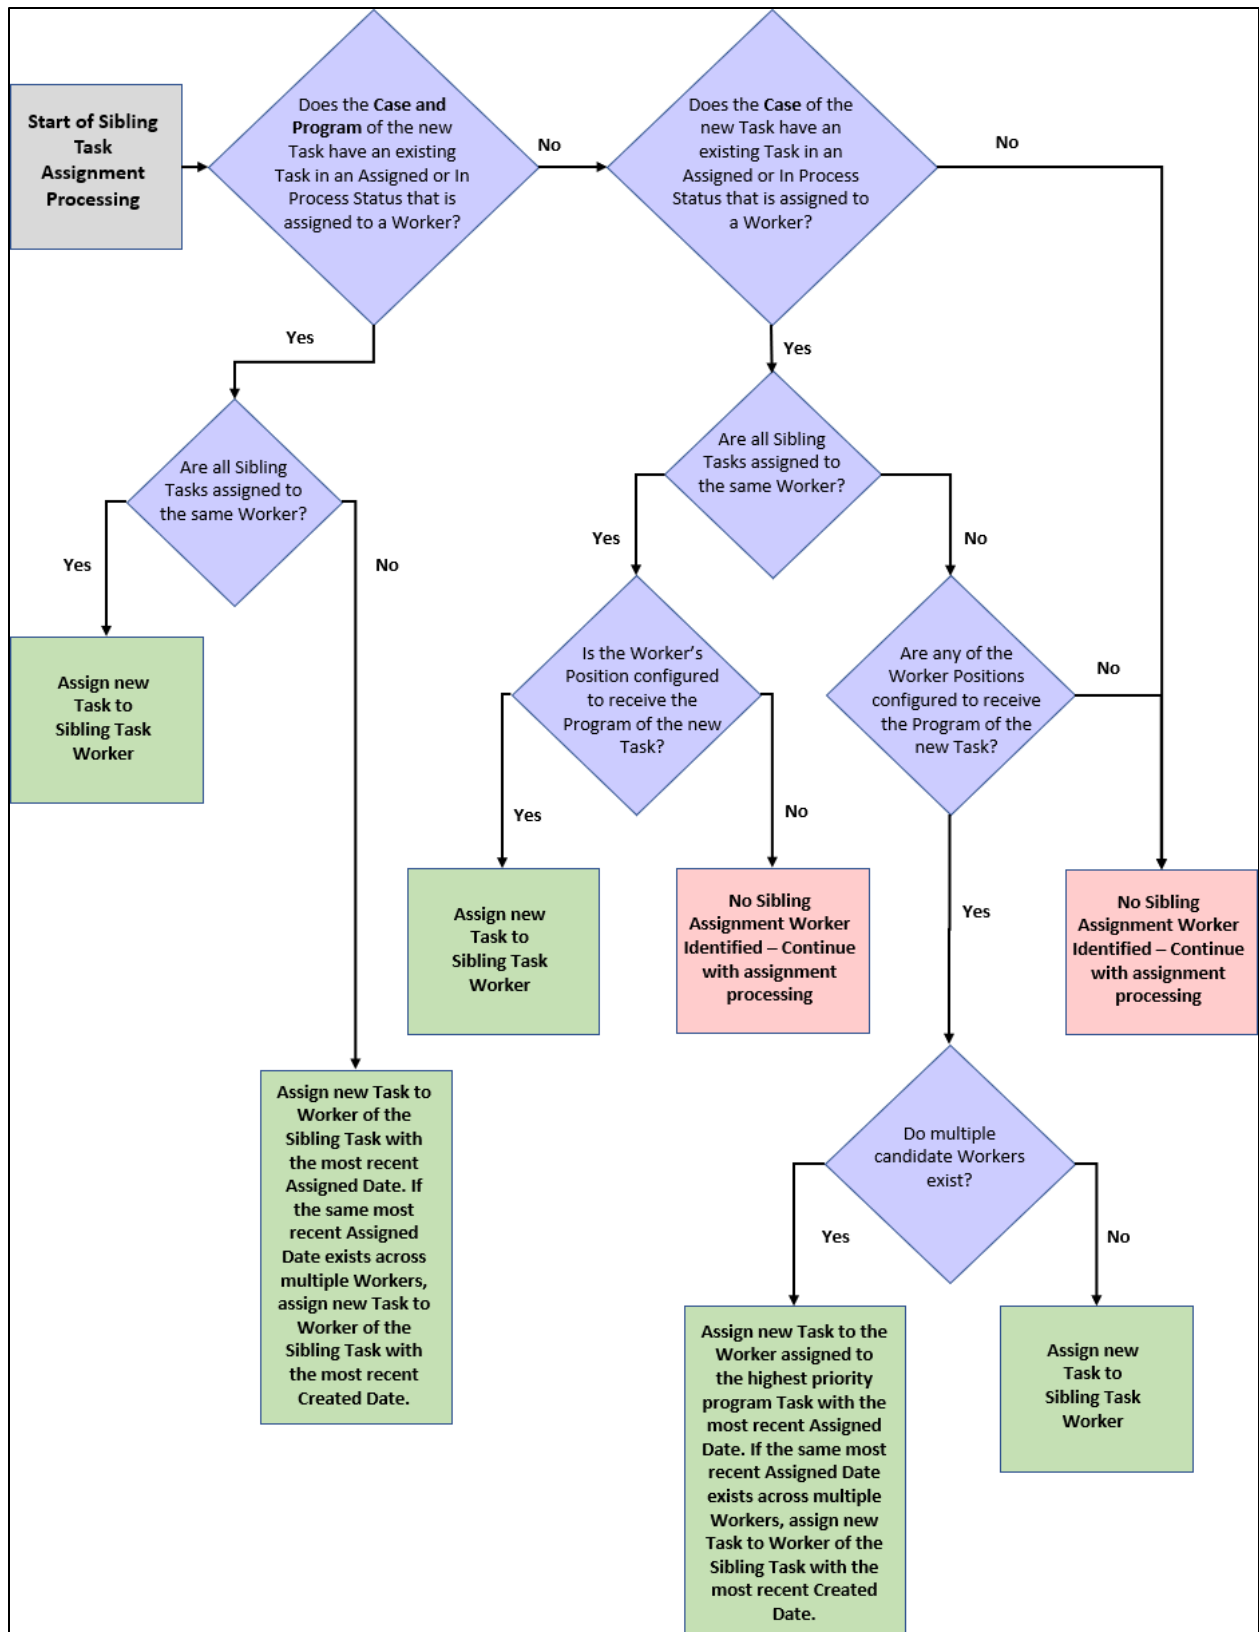 Start of Sibling
Task
Assignment
Processing
Does the Case and
Program of the new
Task have an existing
Task in an Assigned or In
Process Status that is
assigned to a Worker?
No
Does the Case of the
new Task have an
existing Task in an
Assigned or In Process
Status that is assigned to
a Worker?
No
Yes
Yes
Are all Sibling
Tasks assigned to
the same Worker?
Yes
No
Are all Sibling
Tasks assigned to
the same Worker?
Yes
No
Assign new
Task to
Sibling Task
Worker
Is the Worker’s
Position configured
to receive the
Program of the new
Task?
Yes
No
Are any of the
Worker Positions
configured to receive
the Program of the
new Task?
No
Yes
Assign new
Task to
Sibling Task
Worker
No Sibling
Assignment Worker
Identified – Continue
with assignment
processing
No Sibling
Assignment Worker
Identified – Continue
with assignment
processing
Assign new Task to
Worker of the
Sibling Task with
the most recent
Assigned Date. If
the same most
recent Assigned
Date exists across
multiple Workers,
assign new Task to
Worker of the
Sibling Task with
the most recent
Created Date.
Do multiple
candidate Workers
exist?
Yes
No
Assign new Task to the
Worker assigned to
the highest priority
program Task with the
most recent Assigned
Date. If the same most
recent Assigned Date
exists across multiple
Workers, assign new
Task to Worker of the
Sibling Task with the
most recent Created
Date.
Assign new
Task to
Sibling Task
Worker